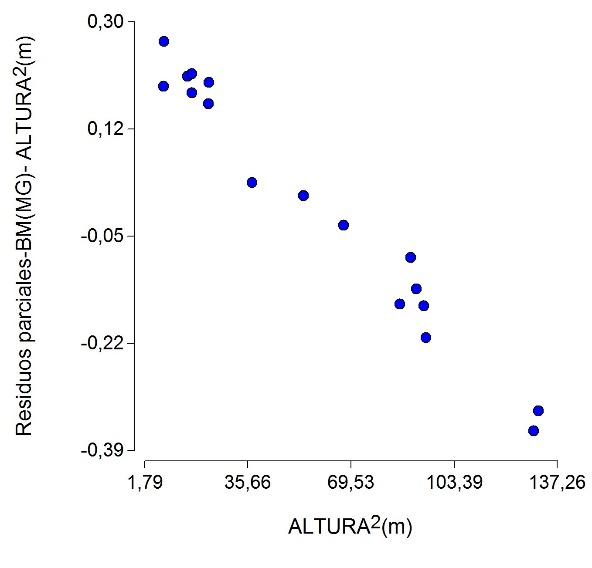 Residuos parciales-BM(MG)- ALTURA²(m)
0,30
0,12
-0,05
-0,22
-0,39
1,79 35,66 69,53 103,39 137,26
ALTURA²(m)